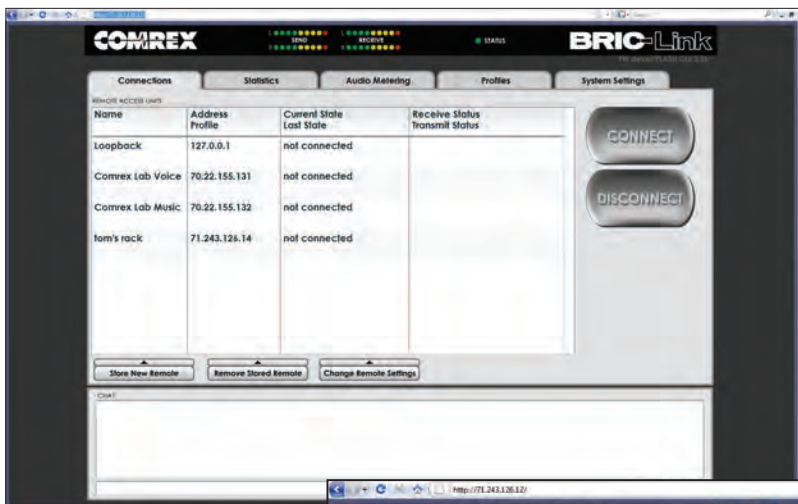 COMREX
SEND
RECEIVE
STATUS
BRIC-Link
Connections
Statistics
Audio Metering
Profiles
System Settings
REMOTE ACCESS UNITS
Name
Address
Profile
Current State
Last State
Receive Status
Transmit Status
Loopback 127.0.0.1 not connected
Comrex Lab Voice 70.22.155.131 not connected
Comrex Lab Music 70.22.155.132 not connected
tom's rack 71.243.126.14 not connected
CONNECT
DISCONNECT
Store New Remote
Remove Stored Remote
Change Remote Settings
CHAT
http://71.243.126.12/